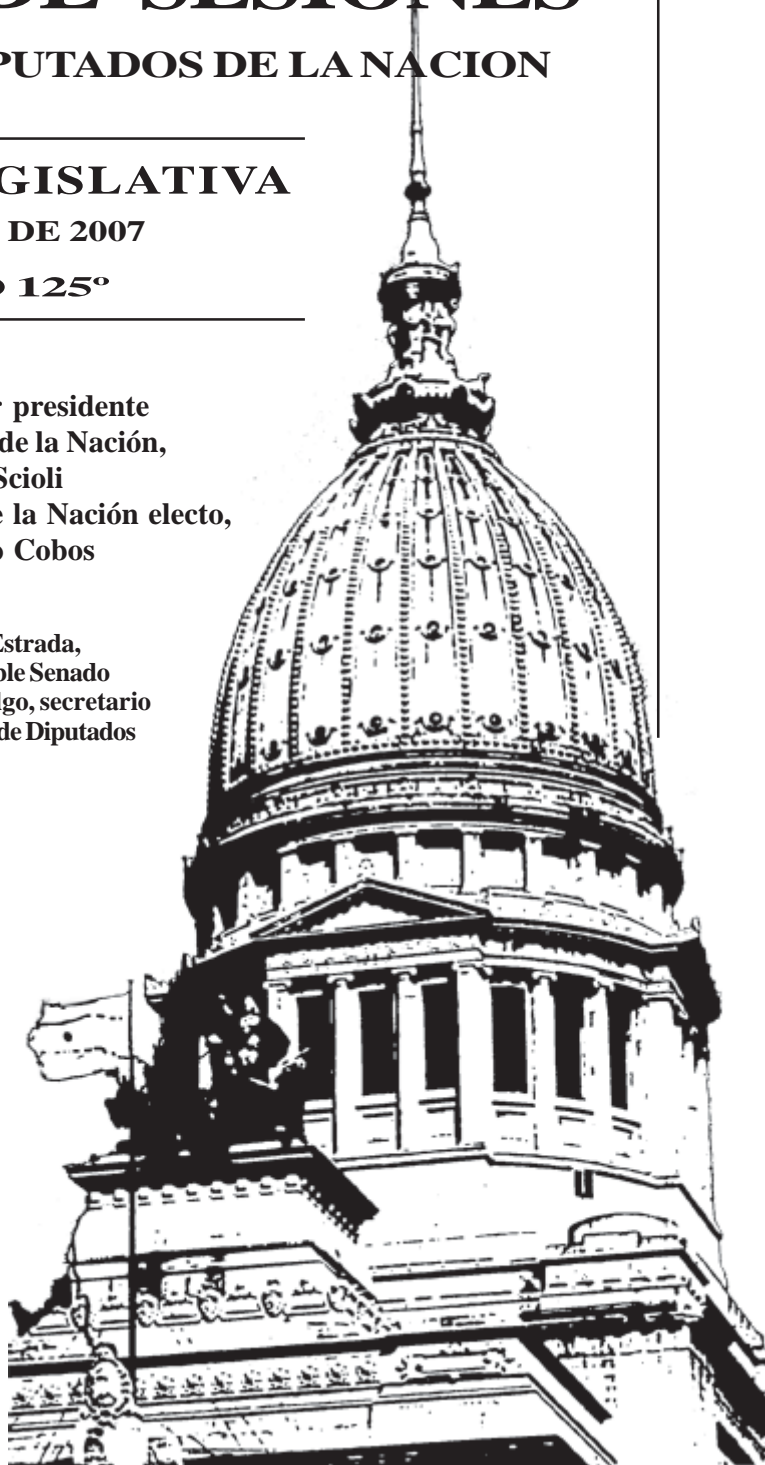 DE SESIONES
PUTADOS DE LA NACION
GISLATIVA
DE 2007
125º
presidente
de la Nación,
Scioli
la Nación electo,
Cobos
Estrada,
ble Senado
lgo, secretario
de Diputados